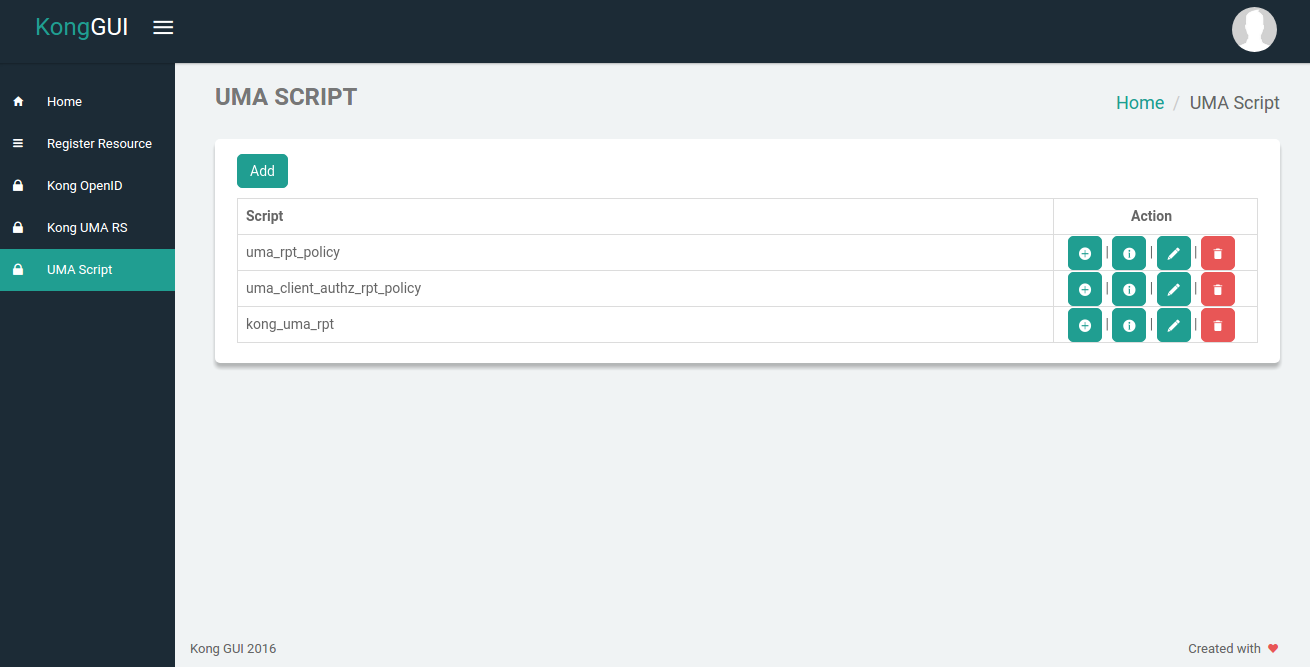 KongGUI
Home
Register Resource
Kong OpenID
Kong UMA RS
UMA Script
UMA SCRIPT
Home / UMA Script
Add
Script Action
uma_rpt_policy | | |
uma_client_authz_rpt_policy | | |
kong_uma_rpt | | |
Kong GUI 2016
Created with